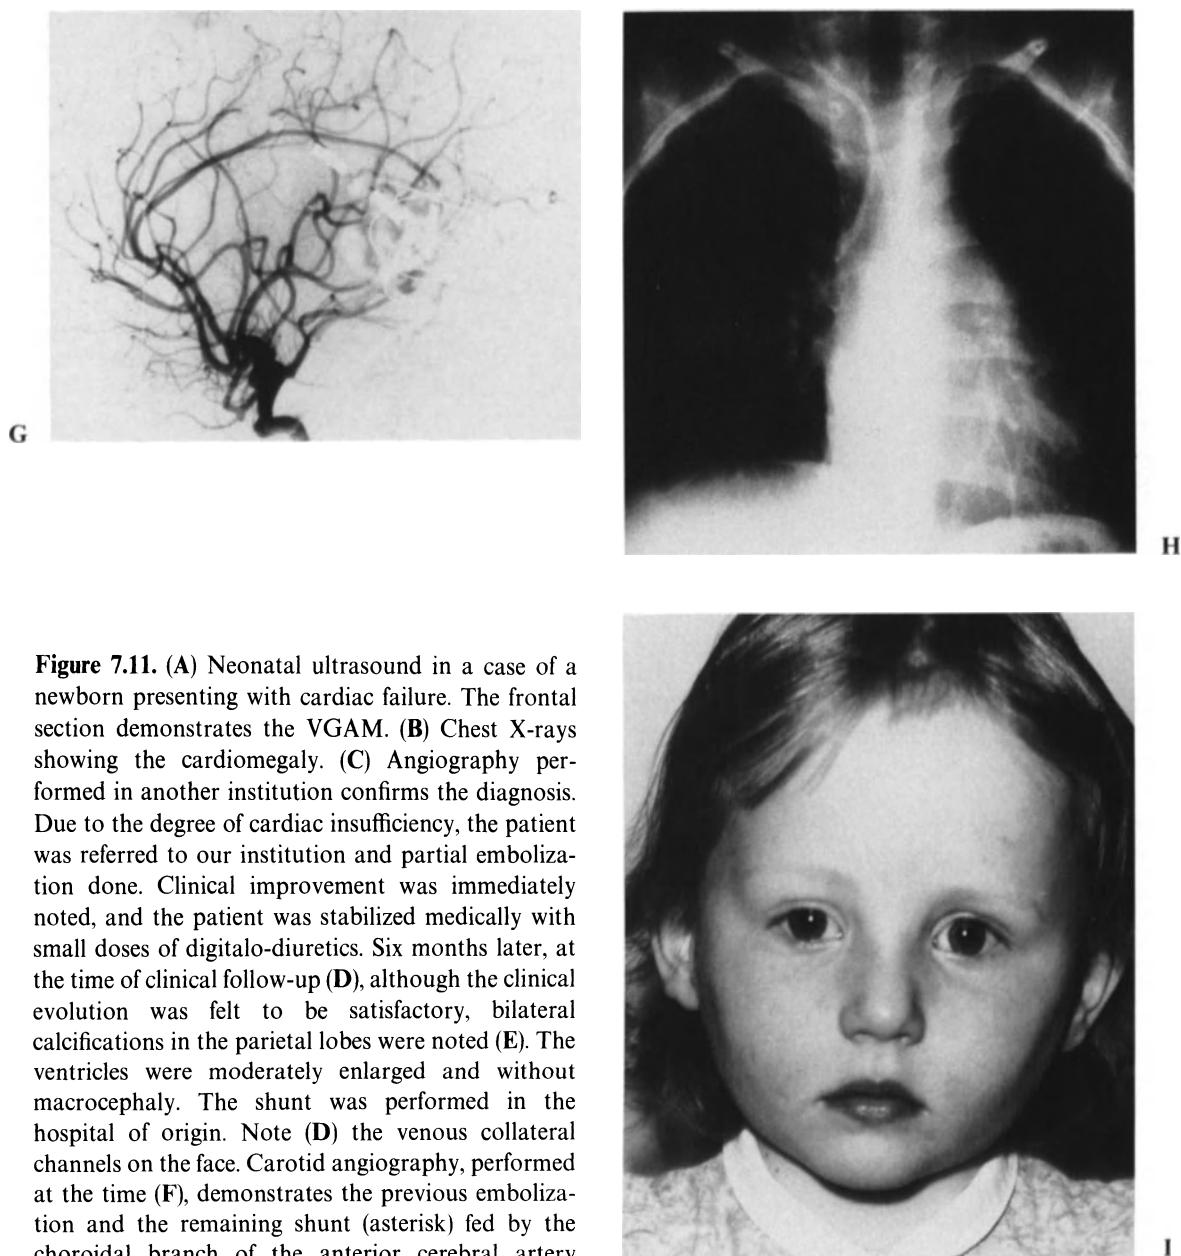 G
H
Figure 7.11. (A) Neonatal ultrasound in a case of a
newborn presenting with cardiac failure. The frontal
section demonstrates the VGAM. (B) Chest X-rays
showing the cardiomegaly. (C) Angiography per-
formed in another institution confirms the diagnosis.
Due to the degree of cardiac insufficiency, the patient
was referred to our institution and partial emboliza-
tion done. Clinical improvement was immediately
noted, and the patient was stabilized medically with
small doses of digitalo-diuretics. Six months later, at
the time of clinical follow-up (D), although the clinical
evolution was felt to be satisfactory, bilateral
calcifications in the parietal lobes were noted (E). The
ventricles were moderately enlarged and without
macrocephaly. The shunt was performed in the
hospital of origin. Note (D) the venous collateral
channels on the face. Carotid angiography, performed
at the time (F), demonstrates the previous emboliza-
tion and the remaining shunt (asterisk) fed by the
choroidal branch of the anterior cerebral artery
I